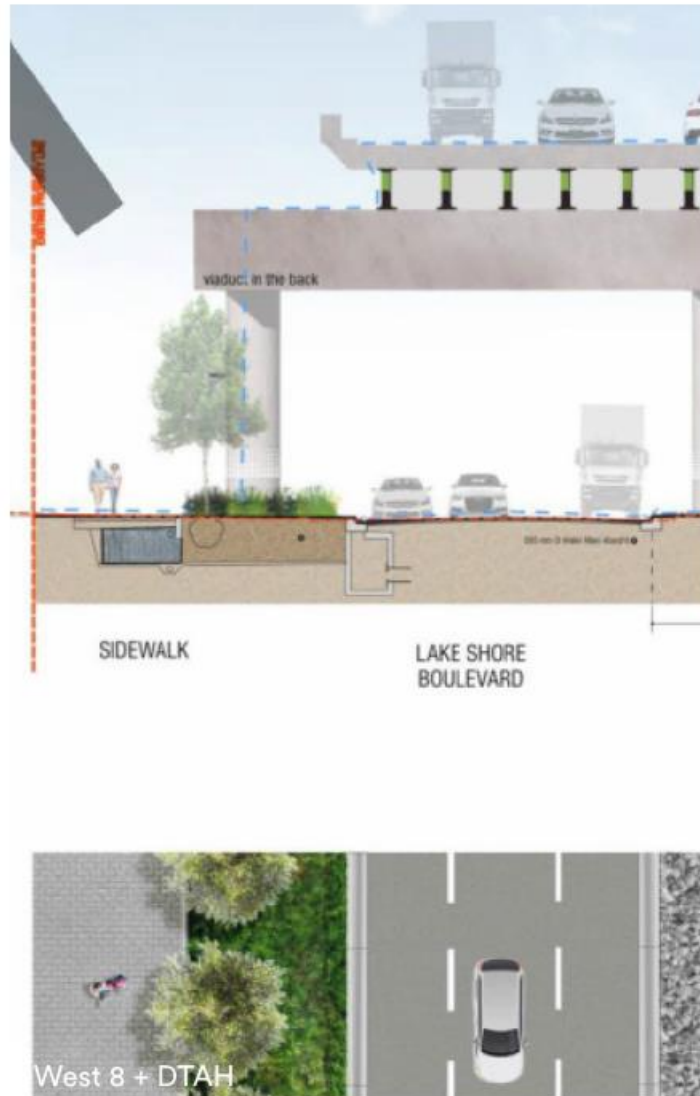 viaduct in the back
SIDEWALK
LAKE SHORE
BOULEVARD
West 8 + DTAH